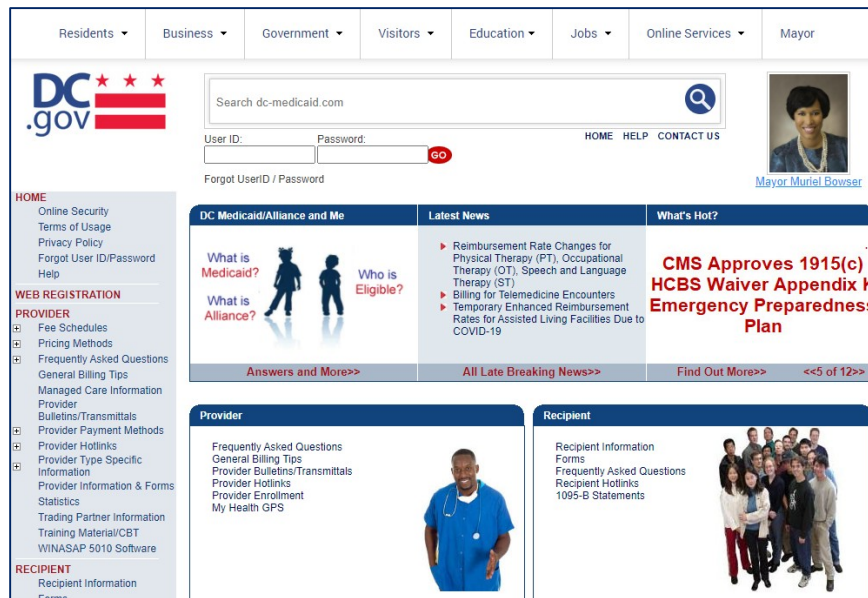 Residents
Business
Government
Visitors
Education
Jobs
Online Services
Mayor
DC
.gov
Search dc-medicaid.com
User ID:
Password:
GO
HOME HELP CONTACT US
Forgot UserID / Password
Mayor Muriel Bowser
HOME
Online Security
Terms of Usage
Privacy Policy
Forgot User ID/Password
Help
WEB REGISTRATION
PROVIDER
Fee Schedules
Pricing Methods
Frequently Asked Questions
General Billing Tips
Managed Care Information
Provider
Bulletins/Transmittals
Provider Payment Methods
Provider Hotlinks
Provider Type Specific
Information
Provider Information & Forms
Statistics
Trading Partner Information
Training Material/CBT
WINASAP 5010 Software
RECIPIENT
Recipient Information
DC Medicaid/Alliance and Me
What is
Medicaid?
What is
Alliance?
Who is
Eligible?
Answers and More>>
Latest News
Reimbursement Rate Changes for
Physical Therapy (PT), Occupational
Therapy (OT), Speech and Language
Therapy (ST)
Billing for Telemedicine Encounters
Temporary Enhanced Reimbursement
Rates for Assisted Living Facilities Due to
COVID-19
All Late Breaking News>>
What's Hot?
CMS Approves 1915(c)
HCBS Waiver Appendix K
Emergency Preparedness
Plan
Find Out More>> <<5 of 12>>
Provider
Frequently Asked Questions
General Billing Tips
Provider Bulletins/Transmittals
Provider Hotlinks
Provider Enrollment
My Health GPS
Recipient
Recipient Information
Forms
Frequently Asked Questions
Recipient Hotlinks
1095-B Statements